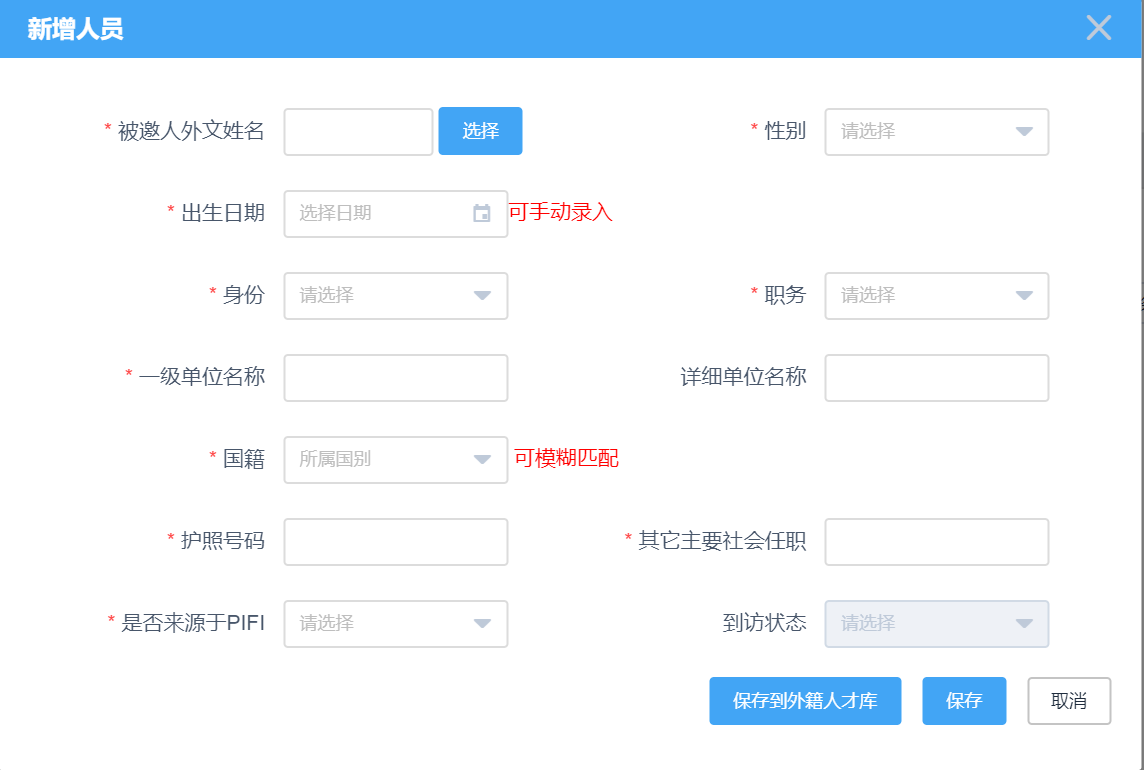 新增人员
* 被邀人外文姓名 选择 * 性别 请选择
* 出生日期 选择日期 可手动录入
* 身份 请选择 * 职务 请选择
* 一级单位名称 详细单位名称
* 国籍 所属国别 可模糊匹配
* 护照号码 * 其它主要社会任职
* 是否来源于PIFI 请选择 到访状态 请选择
保存到外籍人才库 保存 取消